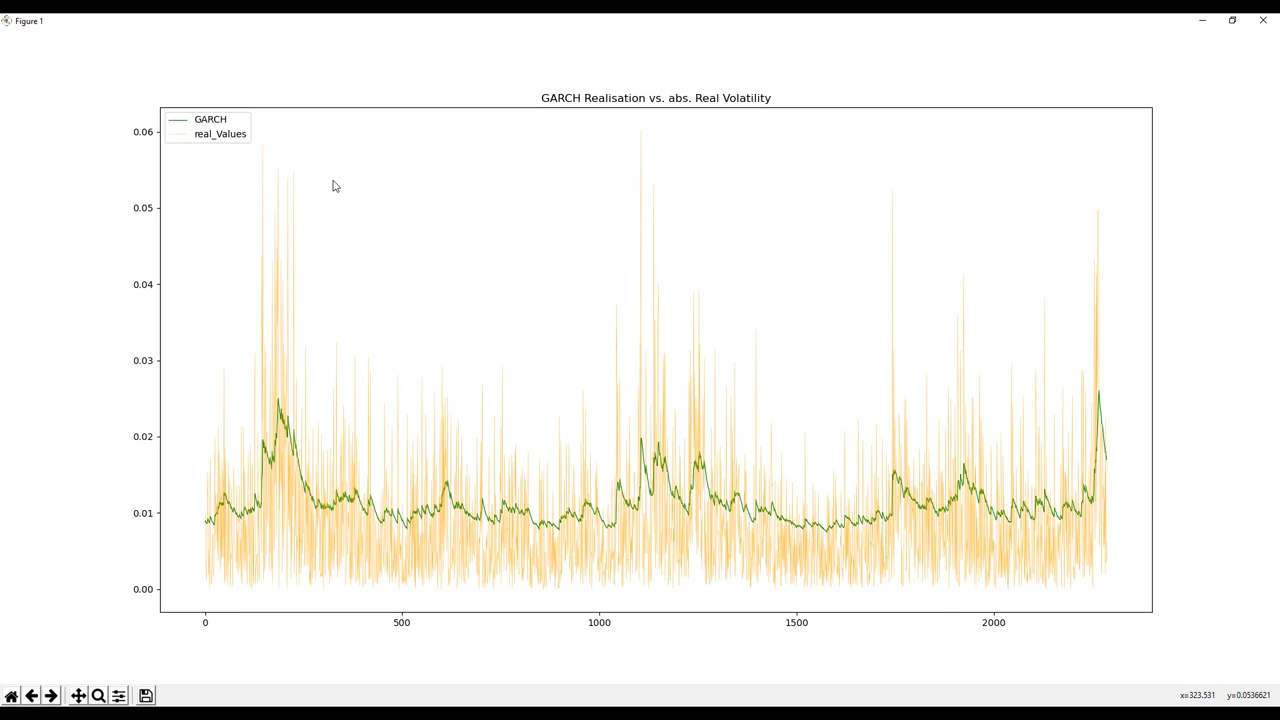 Figure 1
GARCH Realisation vs. abs. Real Volatility
GARCH
real_Values
0.06
0.05
0.04
0.03
0.02
0.01
0.00
0 500 1000 1500 2000
x=323.531 y=0.0536621